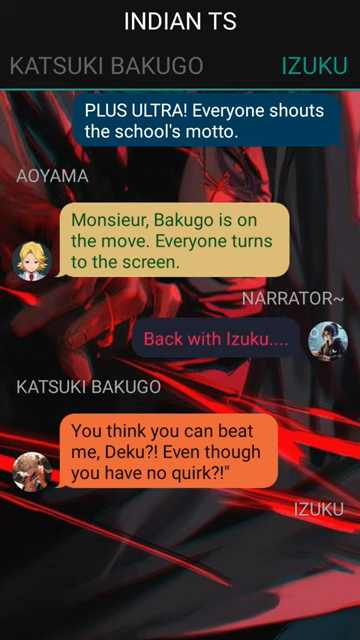 INDIAN TS
KATSUKI BAKUGO
IZUKU
PLUS ULTRA! Everyone shouts
the school's motto.
AOYAMA
Monsieur, Bakugo is on
the move. Everyone turns
to the screen.
NARRATOR~
Back with Izuku....
KATSUKI BAKUGO
You think you can beat
me, Deku?! Even though
you have no quirk?!"
IZUKU